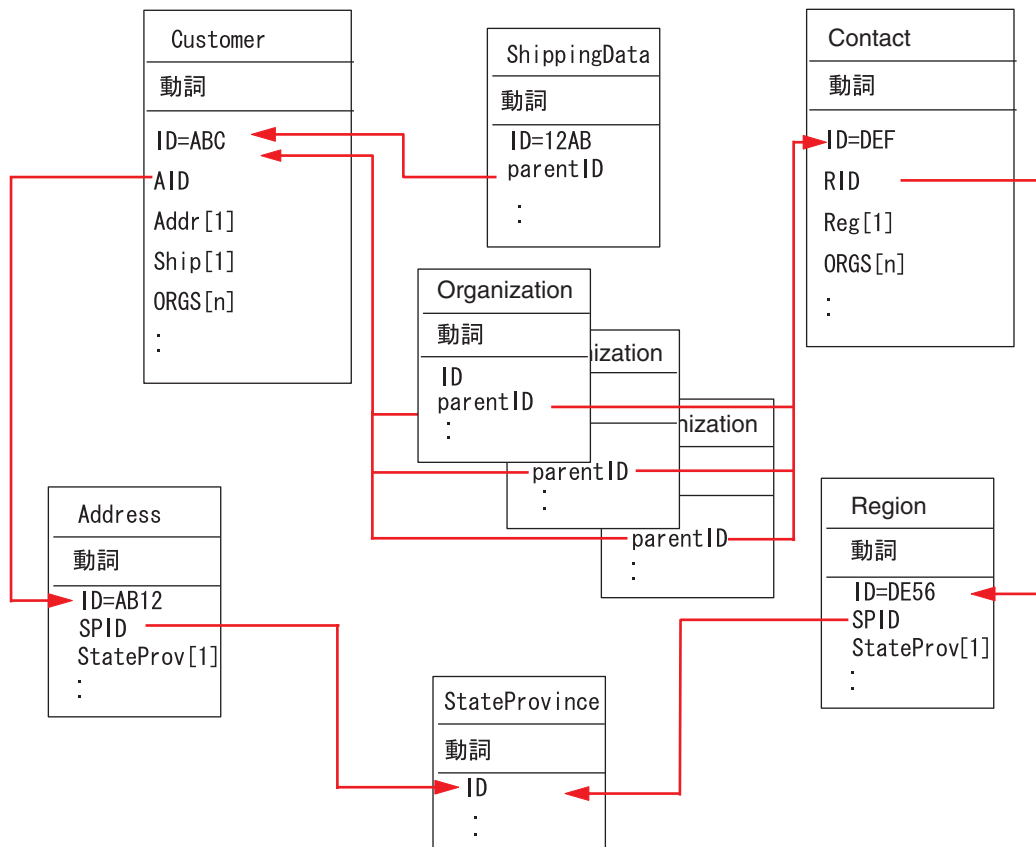 Customer
動詞
ID=ABC
AID
Addr[1]
Ship[1]
ORGS[n]
:
ShippingData
動詞
ID=12AB
parentID
:
Contact
動詞
ID=DEF
RID
Reg[1]
ORGS[n]
:
Organization
動詞
ID
parentID
:
ization
parentID
:
nization
parentID
:
Address
動詞
ID=AB12
SPID
StateProv[1]
:
Region
動詞
ID=DE56
SPID
StateProv[1]
:
StateProvince
動詞
ID
: